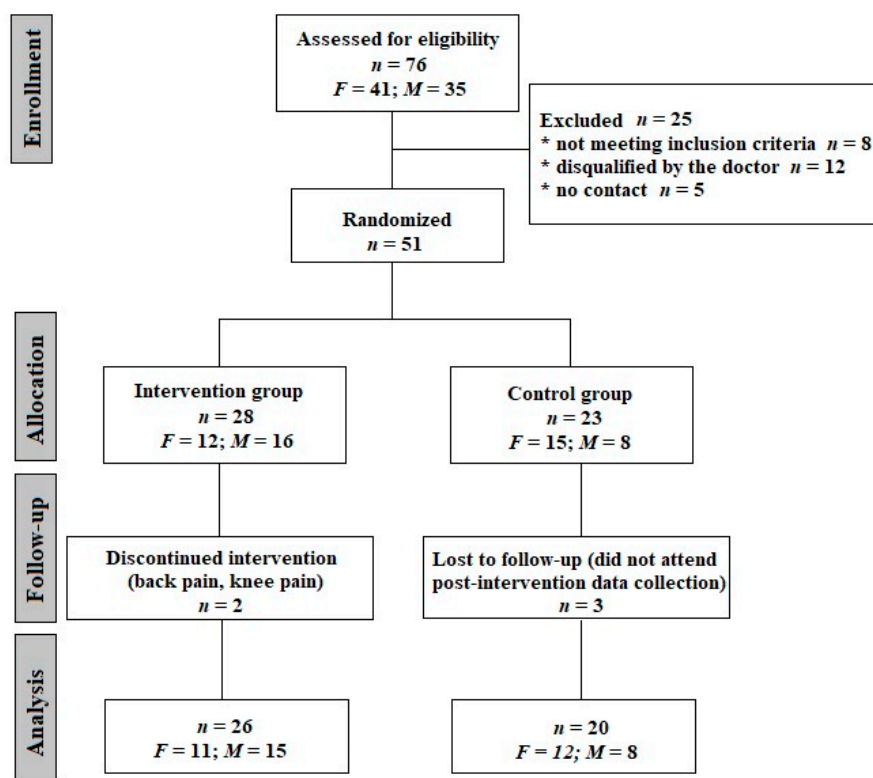 Enrollment
Assessed for eligibility
n = 76
F = 41; M = 35
Excluded n = 25
* not meeting inclusion criteria n = 8
* disqualified by the doctor n = 12
* no contact n = 5
Randomized
n = 51
Allocation
Intervention group
n = 28
F = 12; M = 16
Control group
n = 23
F = 15; M = 8
Follow-up
Discontinued intervention
(back pain, knee pain)
n = 2
Lost to follow-up (did not attend
post-intervention data collection)
n = 3
Analysis
n = 26
F = 11; M = 15
n = 20
F = 12; M = 8